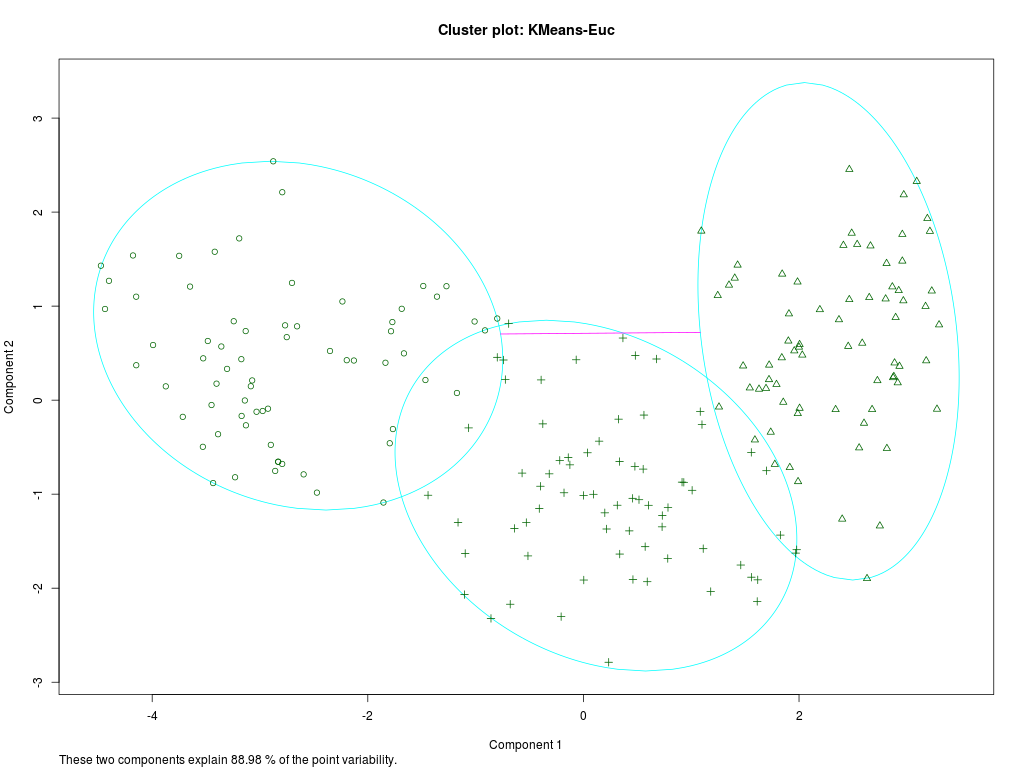 Cluster plot: KMeans-Euc
3
2
1
0
-1
-2
-3
Component 2
-4
-2
0
2
Component 1
These two components explain 88.98 % of the point variability.